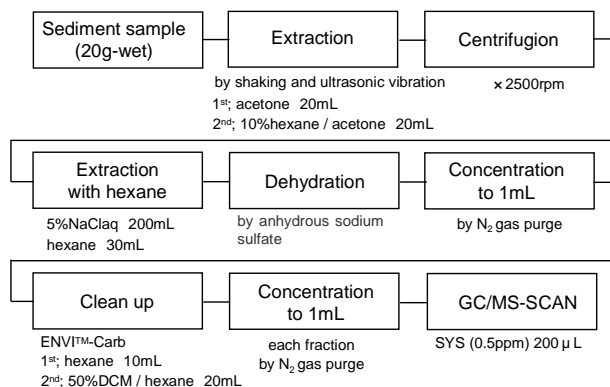 Sediment sample
(20g-wet)
Extraction
Centrifugion
by shaking and ultrasonic vibration
1st; acetone 20mL
2nd; 10%hexane / acetone 20mL
×2500rpm
Extraction
with hexane
Dehydration
Concentration
to 1mL
5%NaClaq 200mL
hexane 30mL
by anhydrous sodium
sulfate
by N2 gas purge
Clean up
Concentration
to 1mL
GC/MS-SCAN
ENVI™-Carb
1st; hexane 10mL
2nd; 50%DCM / hexane 20mL
each fraction
by N2 gas purge
SYS (0.5ppm) 200 μ L